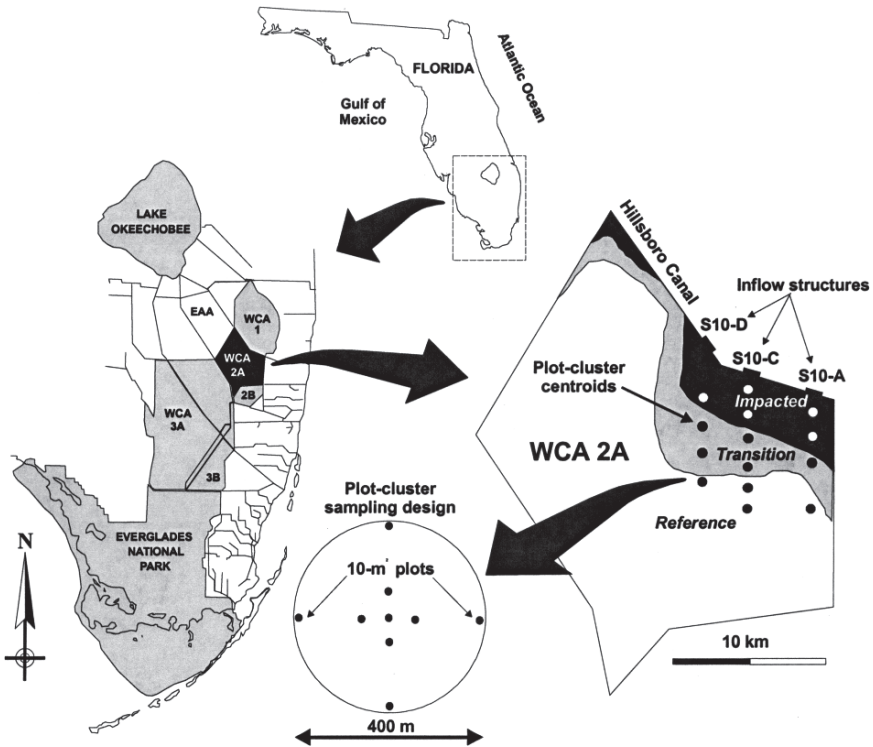 FLORIDA
Atlantic Ocean
Gulf of
Mexico
LAKE
OKEECHOBEE
EAA
WCA
1
WCA
2A
2B
WCA
3A
3B
EVERGLADES
NATIONAL
PARK
N
Hillsboro Canal
Inflow structures
S10-D
S10-C
S10-A
Plot-cluster
centroids
Impacted
WCA 2A
Transition
Reference
10 km
Plot-cluster
sampling design
10-m² plots
400 m